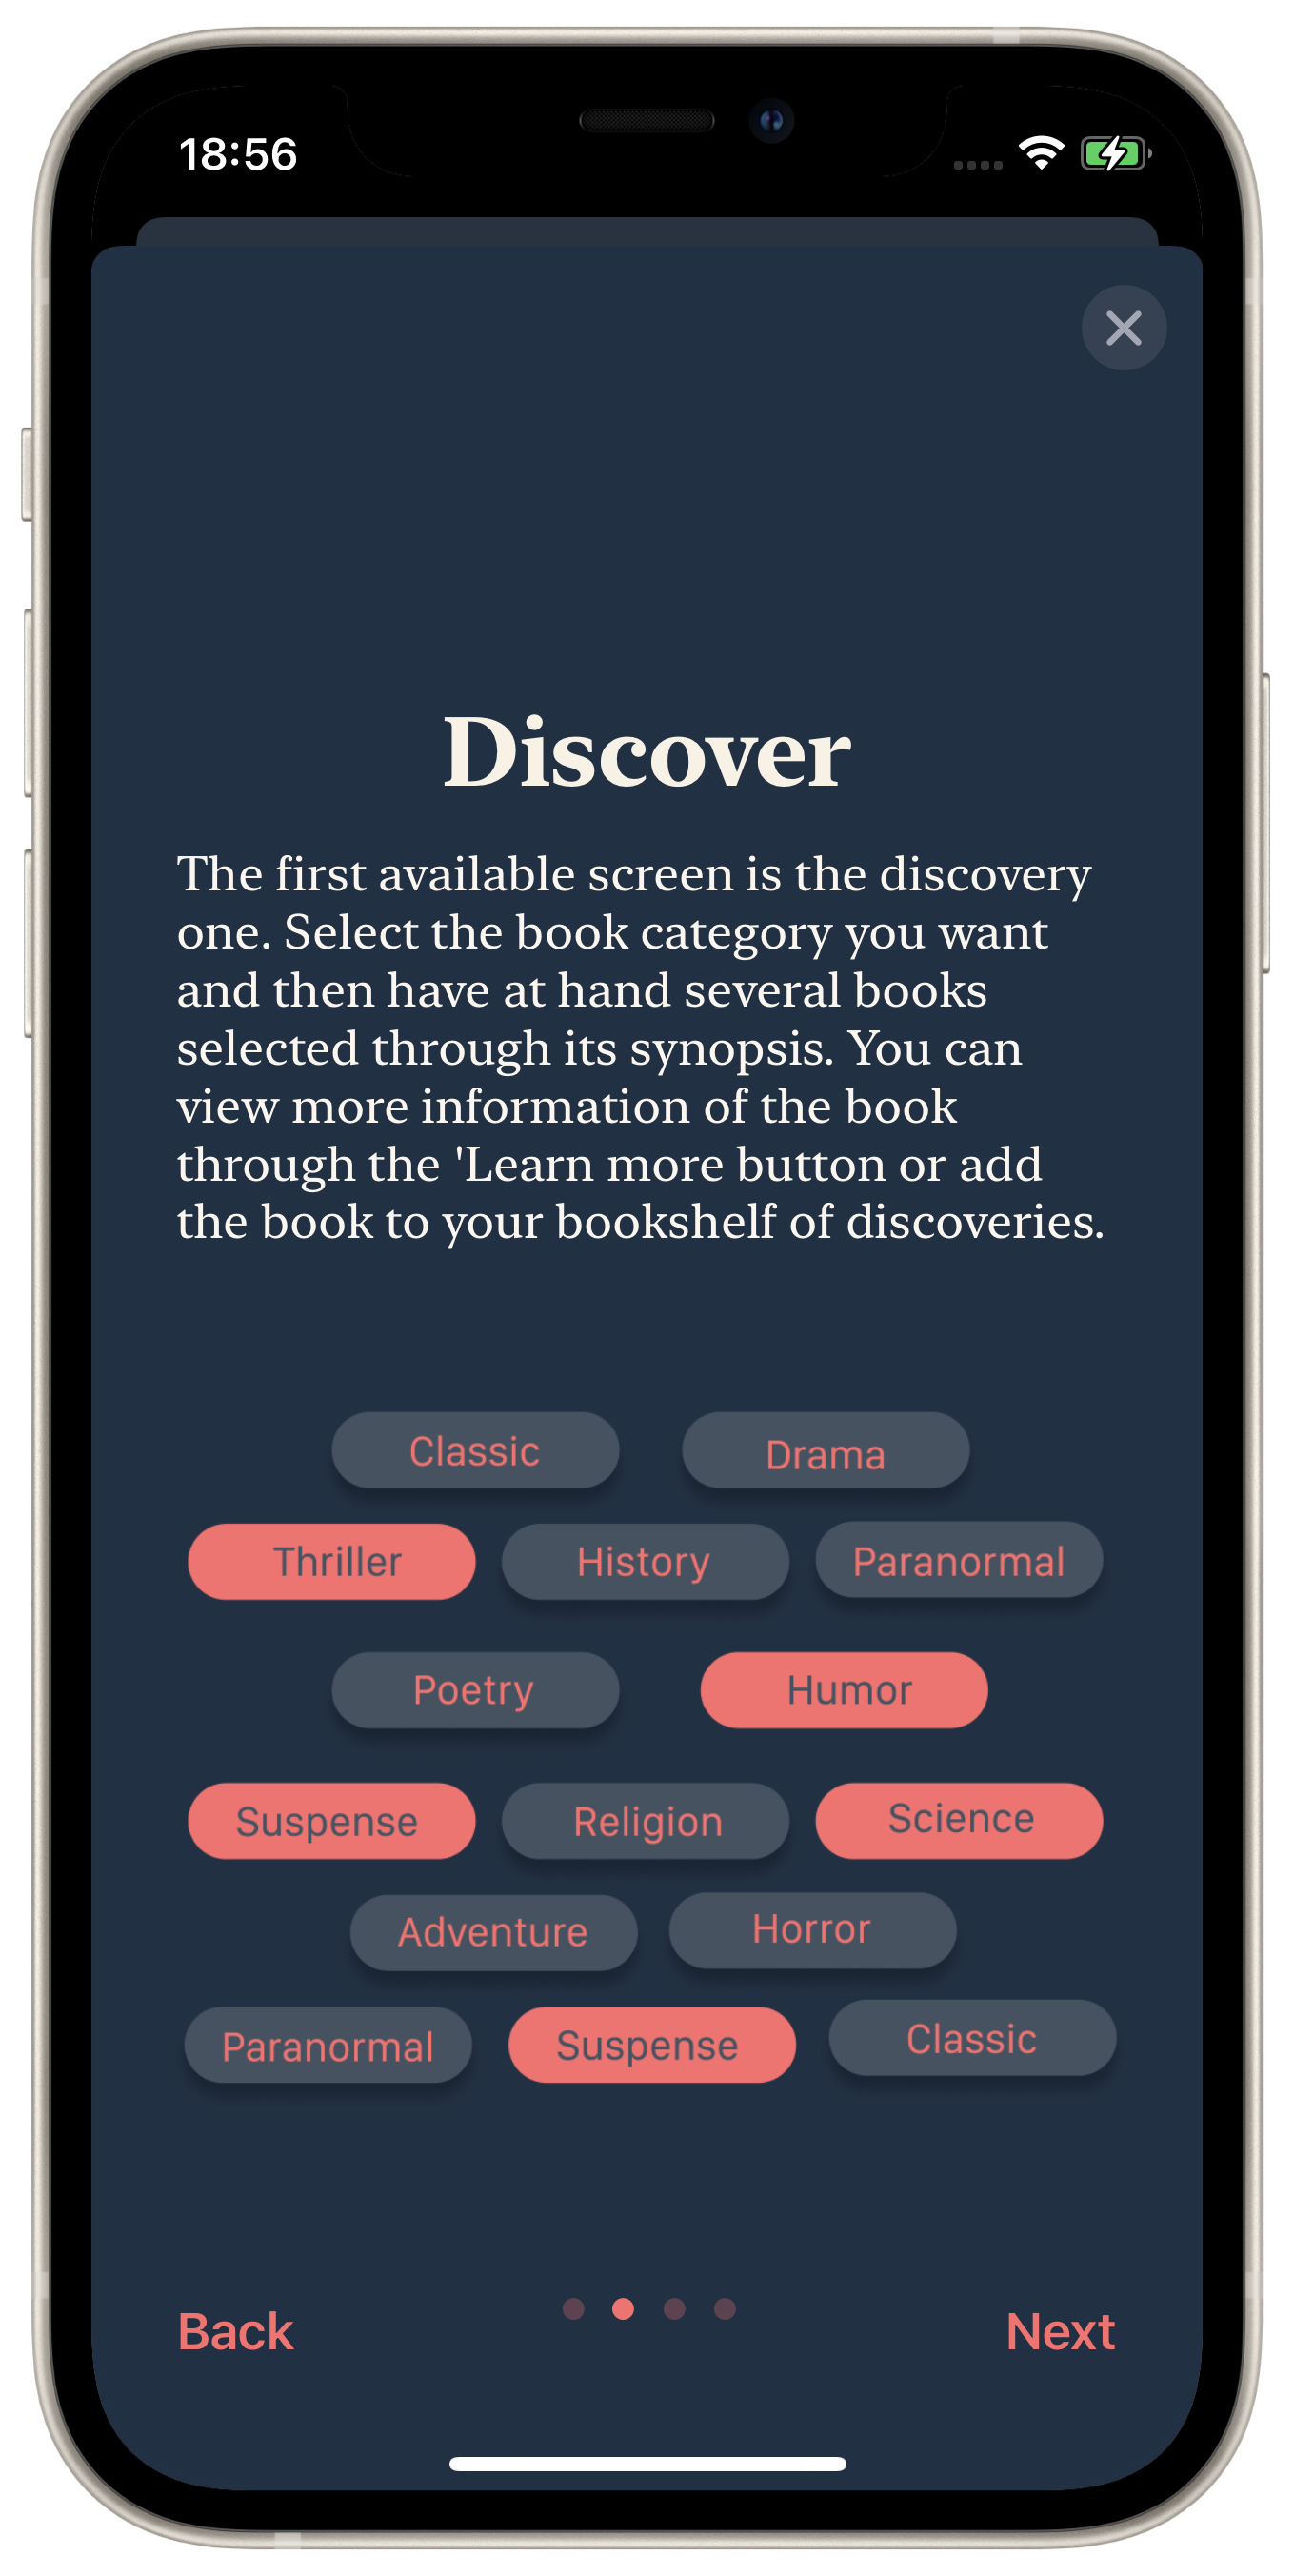 18:56
Discover
The first available screen is the discovery
one. Select the book category you want
and then have at hand several books
selected through its synopsis. You can
view more information of the book
through the 'Learn more button or add
the book to your bookshelf of discoveries.
Classic Drama
Thriller History Paranormal
Poetry Humor
Suspense Religion Science
Adventure Horror
Paranormal Suspense Classic
Back Next